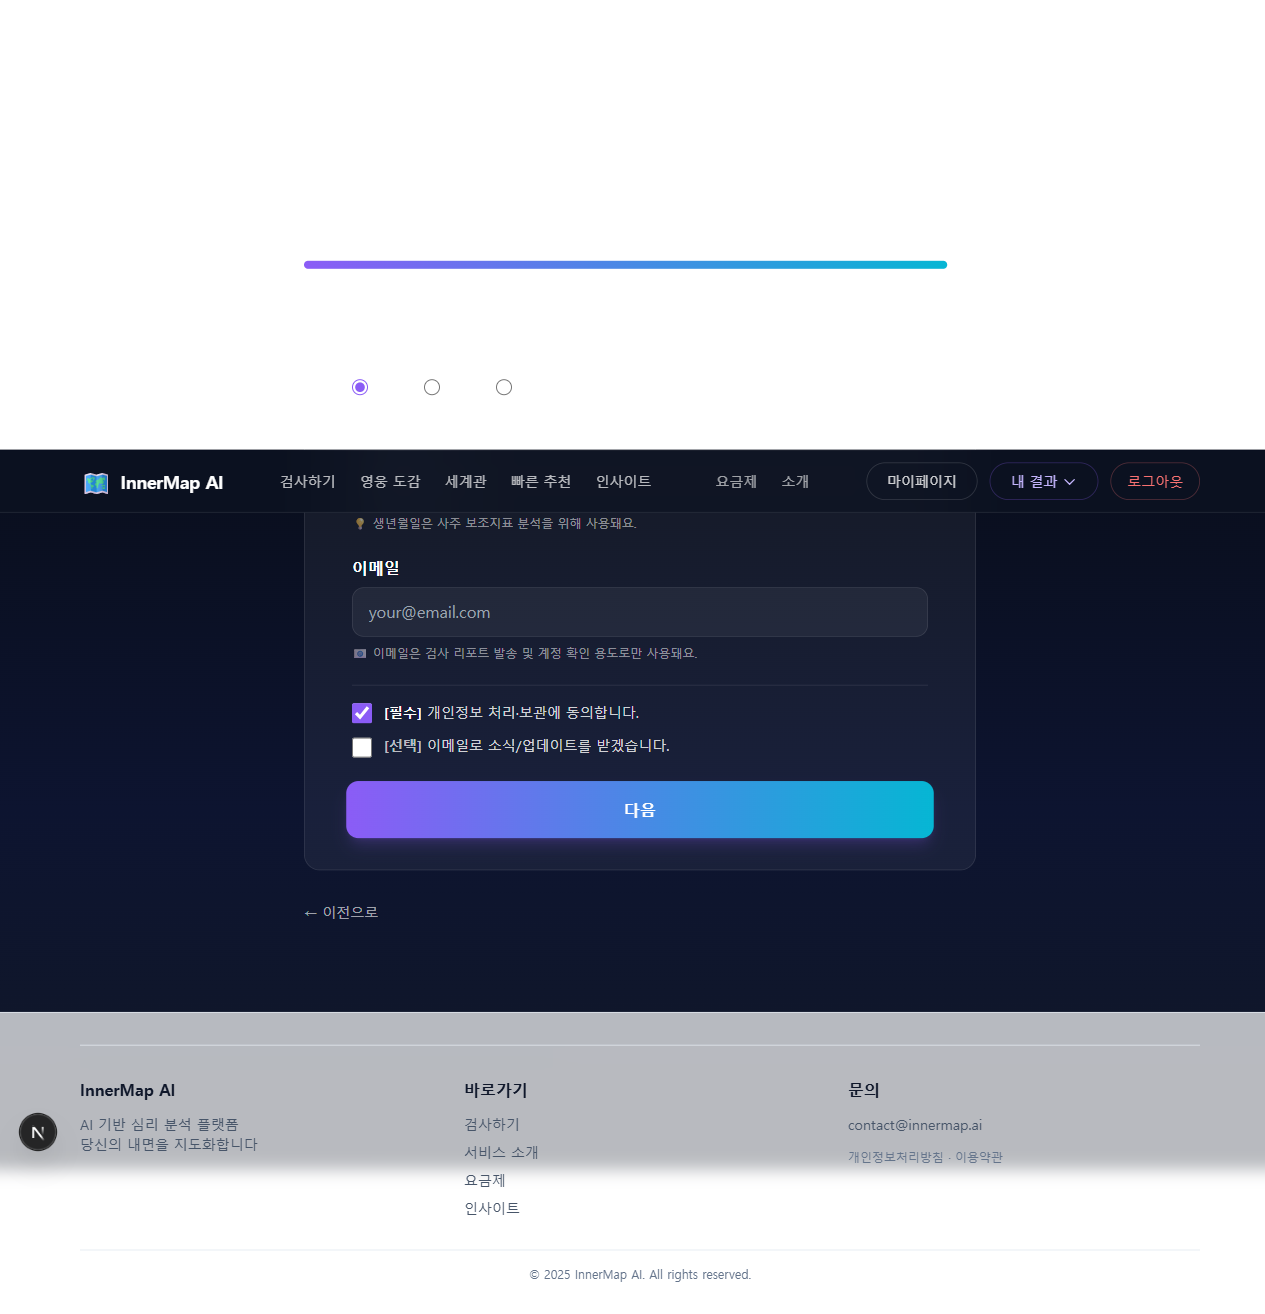 InnerMap AI
검사하기 영웅 도감 세계관 빠른 추천 인사이트 요금제 소개 마이페이지 내 결과 로그아웃
생년월일은 사주 보조지표 분석을 위해 사용돼요.
이메일
your@email.com
이메일은 검사 리포트 발송 및 계정 확인 용도로만 사용돼요.
[필수] 개인정보 처리·보관에 동의합니다.
[선택] 이메일로 소식/업데이트를 받겠습니다.
다음
← 이전으로
InnerMap AI
AI 기반 심리 분석 플랫폼
당신의 내면을 지도화합니다
N
바로가기
검사하기
서비스 소개
요금제
인사이트
문의
contact@innermap.ai
개인정보처리방침 · 이용약관
© 2025 InnerMap AI. All rights reserved.